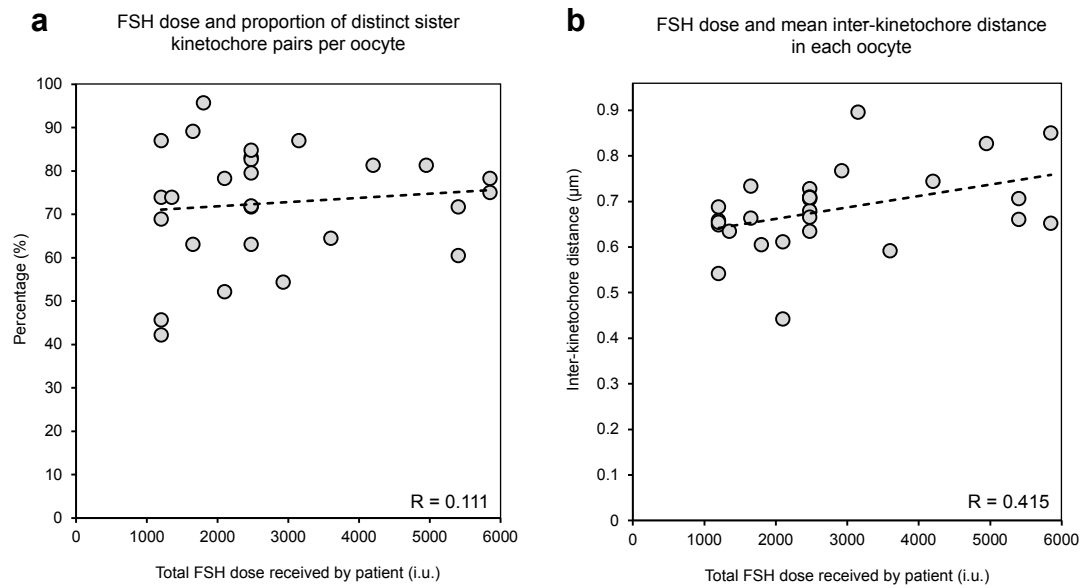 a
FSH dose and proportion of distinct sister
kinetochore pairs per oocyte
Percentage (%)
100
90
80
70
60
50
40
30
20
10
0
R = 0.111
0 1000 2000 3000 4000 5000 6000
Total FSH dose received by patient (i.u.)
b
FSH dose and mean inter-kinetochore distance
in each oocyte
Inter-kinetochore distance (μm)
0.9
0.8
0.7
0.6
0.5
0.4
0.3
0.2
0.1
0
R = 0.415
0 1000 2000 3000 4000 5000 6000
Total FSH dose received by patient (i.u.)